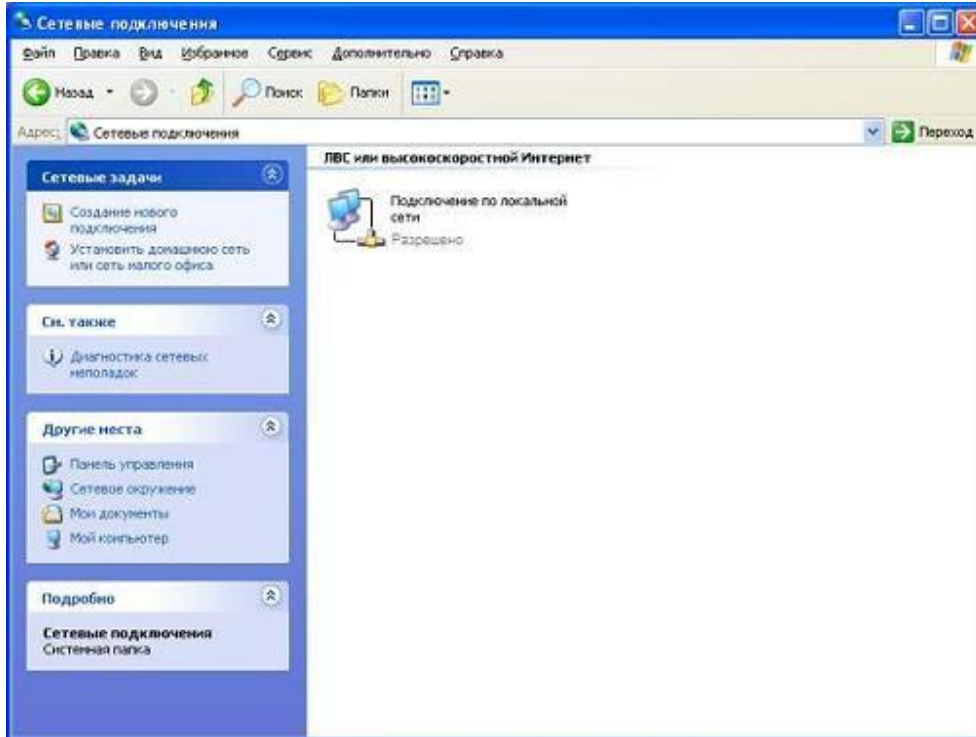 Сетевые подключения
Файл Правка Вид Избранное Сервис Дополнительно Справка
Назад Поиск Папки
Адрес: Сетевые подключения Переход
Сетевые задачи
Создание нового
подключения
Установить домашнюю сеть
или сеть малого офиса
См. также
Диагностика сетевых
неполадок
Другие места
Панель управления
Сетевое окружение
Мои документы
Мой компьютер
Подробно
Сетевые подключения
Системная папка
ЛВС или высокоскоростной Интернет
Подключение по локальной
сети
Разрешено